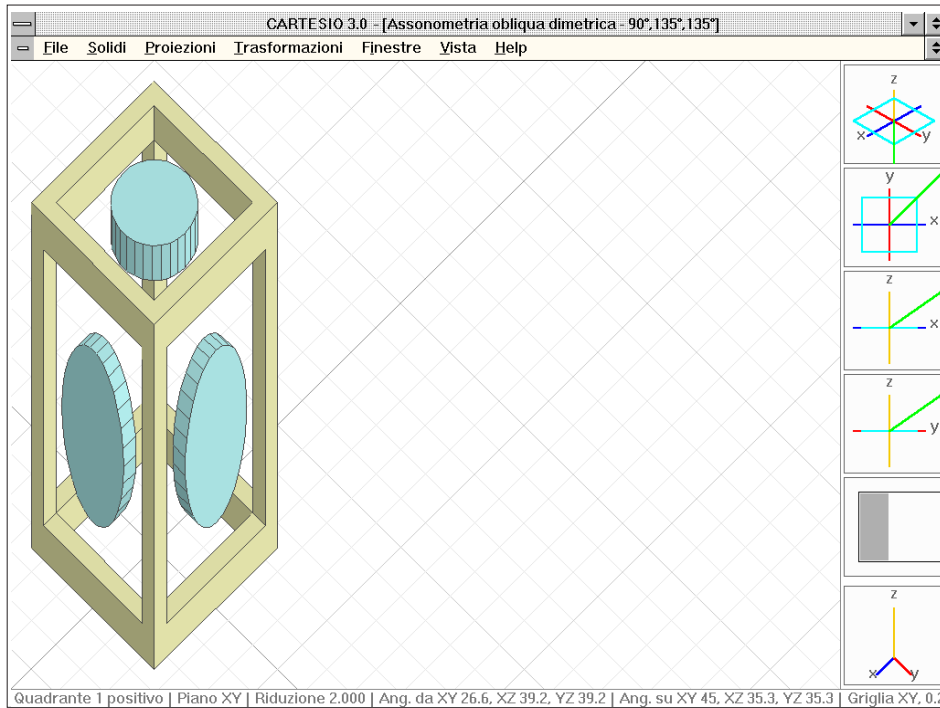 CARTESIO 3.0 - [Assonometria obliqua dimetrica - 90°,135°,135°]
File Solidi Proiezioni Trasformazioni Finestre Vista Help
z
x y
y
x
z
x
z
y
z
x y
Quadrante 1 positivo | Piano XY | Riduzione 2.000 | Ang. da XY 26.6, XZ 39.2, YZ 39.2 | Ang. su XY 45, XZ 35.3, YZ 35.3 | Griglia XY, 0.